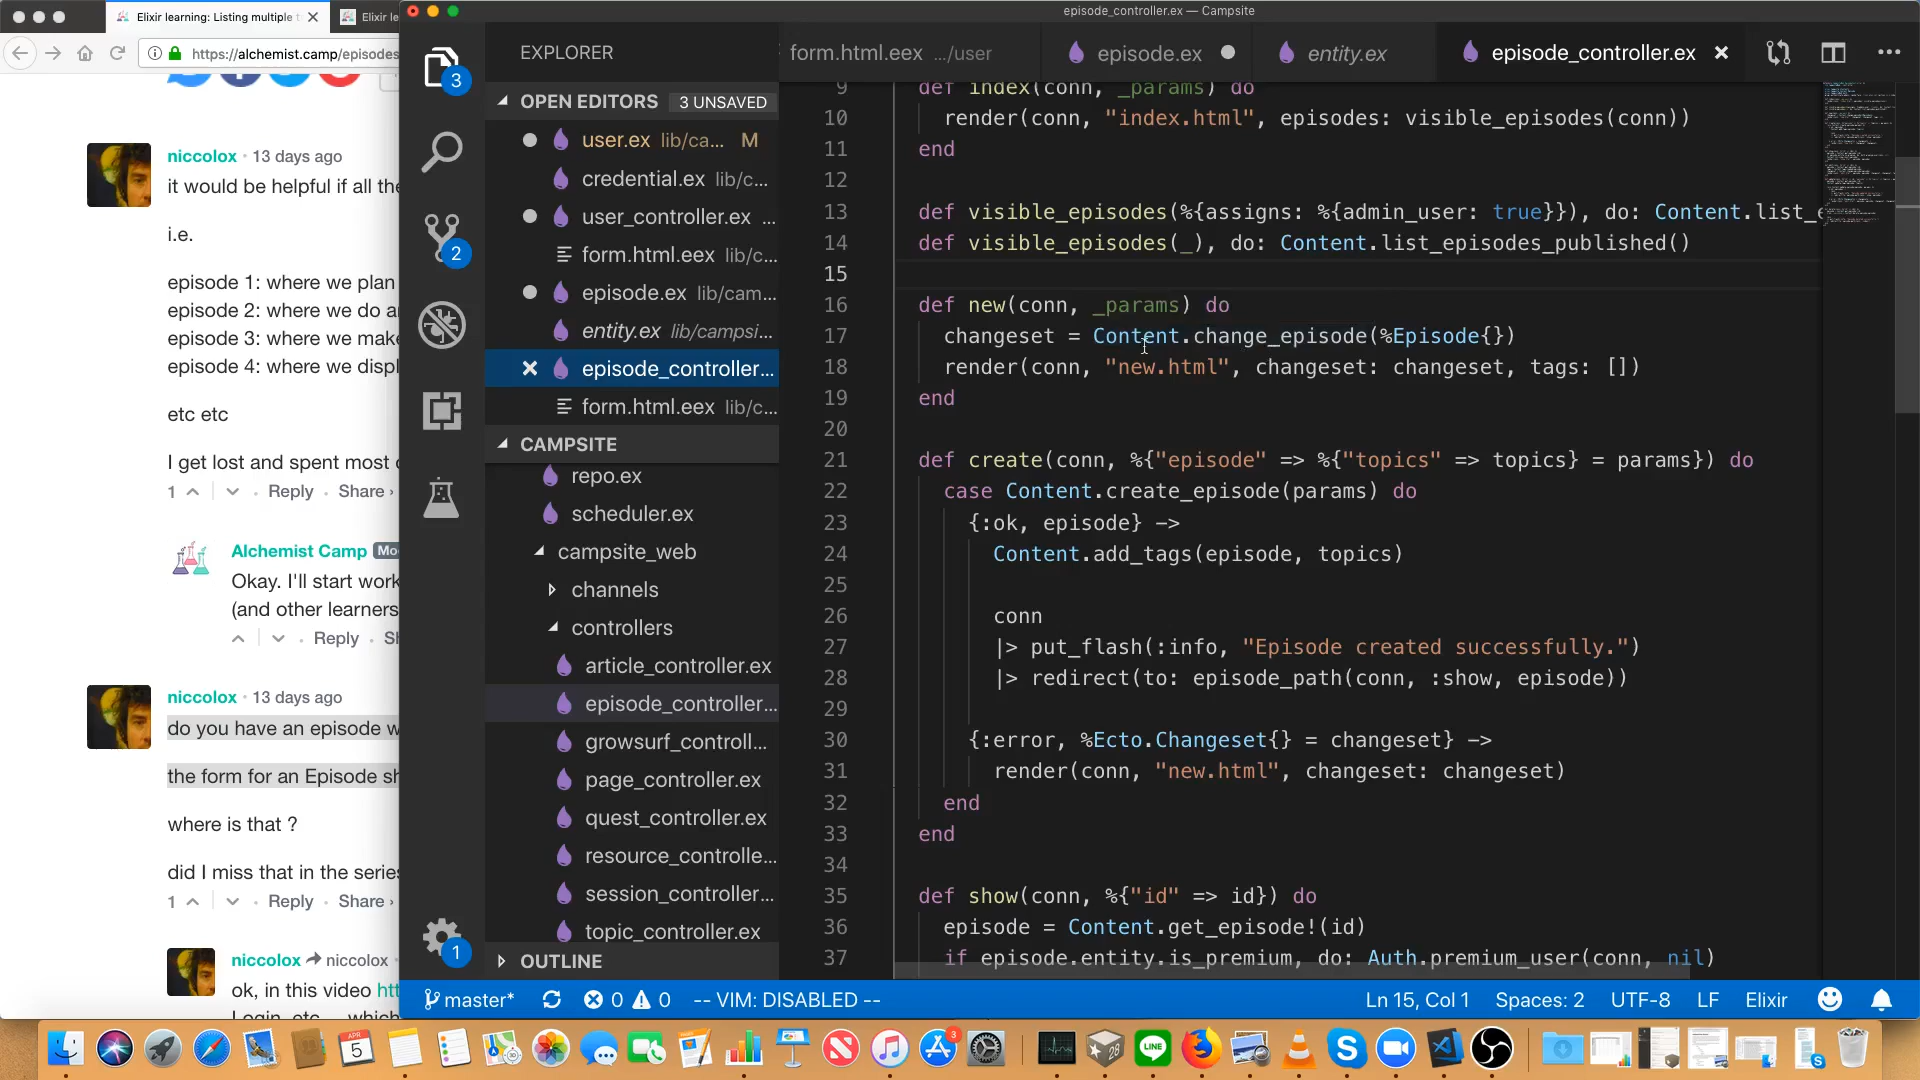 episode_controller.ex — Campsite
Elixir learning: Listing multiple t
Elixir le
https://alchemist.camp/episodes
niccolox · 13 days ago
it would be helpful if all the
i.e.
episode 1: where we plan
episode 2: where we do a
episode 3: where we make
episode 4: where we displ
etc etc
I get lost and spent most
1 Reply Share ›
Alchemist Camp Mo
Okay. I'll start work
(and other learners
Reply Sh
niccolox · 13 days ago
do you have an episode w
the form for an Episode sh
where is that ?
did I miss that in the series
1 Reply Share ›
niccolox niccolox
ok, in this video htt
Login, etc... which
EXPLORER
OPEN EDITORS 3 UNSAVED
user.ex lib/ca... M
credential.ex lib/c...
user_controller.ex ...
form.html.eex lib/c...
episode.ex lib/cam...
entity.ex lib/campsi...
episode_controller...
form.html.eex lib/c...
CAMPSITE
repo.ex
scheduler.ex
campsite_web
channels
controllers
article_controller.ex
episode_controller...
growsurf_controll...
page_controller.ex
quest_controller.ex
resource_controlle...
session_controller...
topic_controller.ex
OUTLINE
3
2
1
form.html.eex .../user
episode.ex
entity.ex
episode_controller.ex
9 def index(conn, _params) do
10 render(conn, "index.html", episodes: visible_episodes(conn))
11 end
12
13 def visible_episodes(%{assigns: %{admin_user: true}}), do: Content.list_e
14 def visible_episodes(_), do: Content.list_episodes_published()
15
16 def new(conn, _params) do
17 changeset = Content.change_episode(%Episode{})
18 render(conn, "new.html", changeset: changeset, tags: [])
19 end
20
21 def create(conn, %{"episode" => %{"topics" => topics} = params}) do
22 case Content.create_episode(params) do
23 {:ok, episode} ->
24 Content.add_tags(episode, topics)
25
26 conn
27 |> put_flash(:info, "Episode created successfully.")
28 |> redirect(to: episode_path(conn, :show, episode))
29
30 {:error, %Ecto.Changeset{} = changeset} ->
31 render(conn, "new.html", changeset: changeset)
32 end
33 end
34
35 def show(conn, %{"id" => id}) do
36 episode = Content.get_episode!(id)
37 if episode.entity.is_premium, do: Auth.premium_user(conn, nil)
master* 0 0 -- VIM: DISABLED -- Ln 15, Col 1 Spaces: 2 UTF-8 LF Elixir
APR
5
3
28
LINE